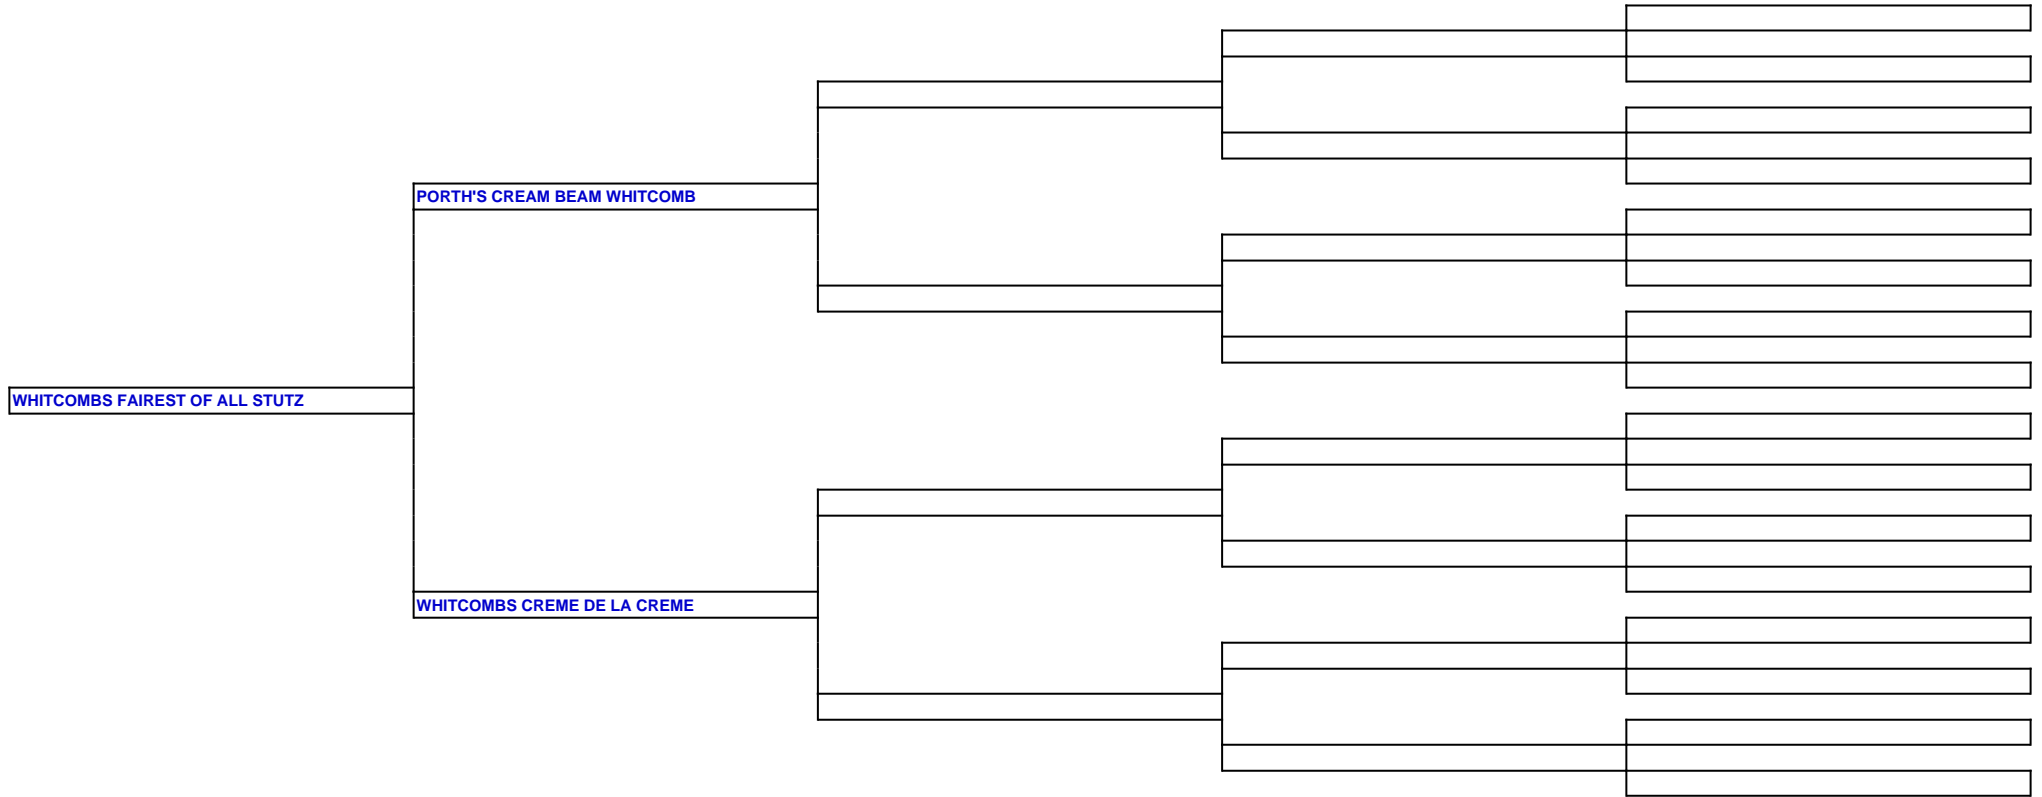 PORTH'S CREAM BEAM WHITCOMB
WHITCOMBS FAIREST OF ALL STUTZ
WHITCOMBS CREME DE LA CREME